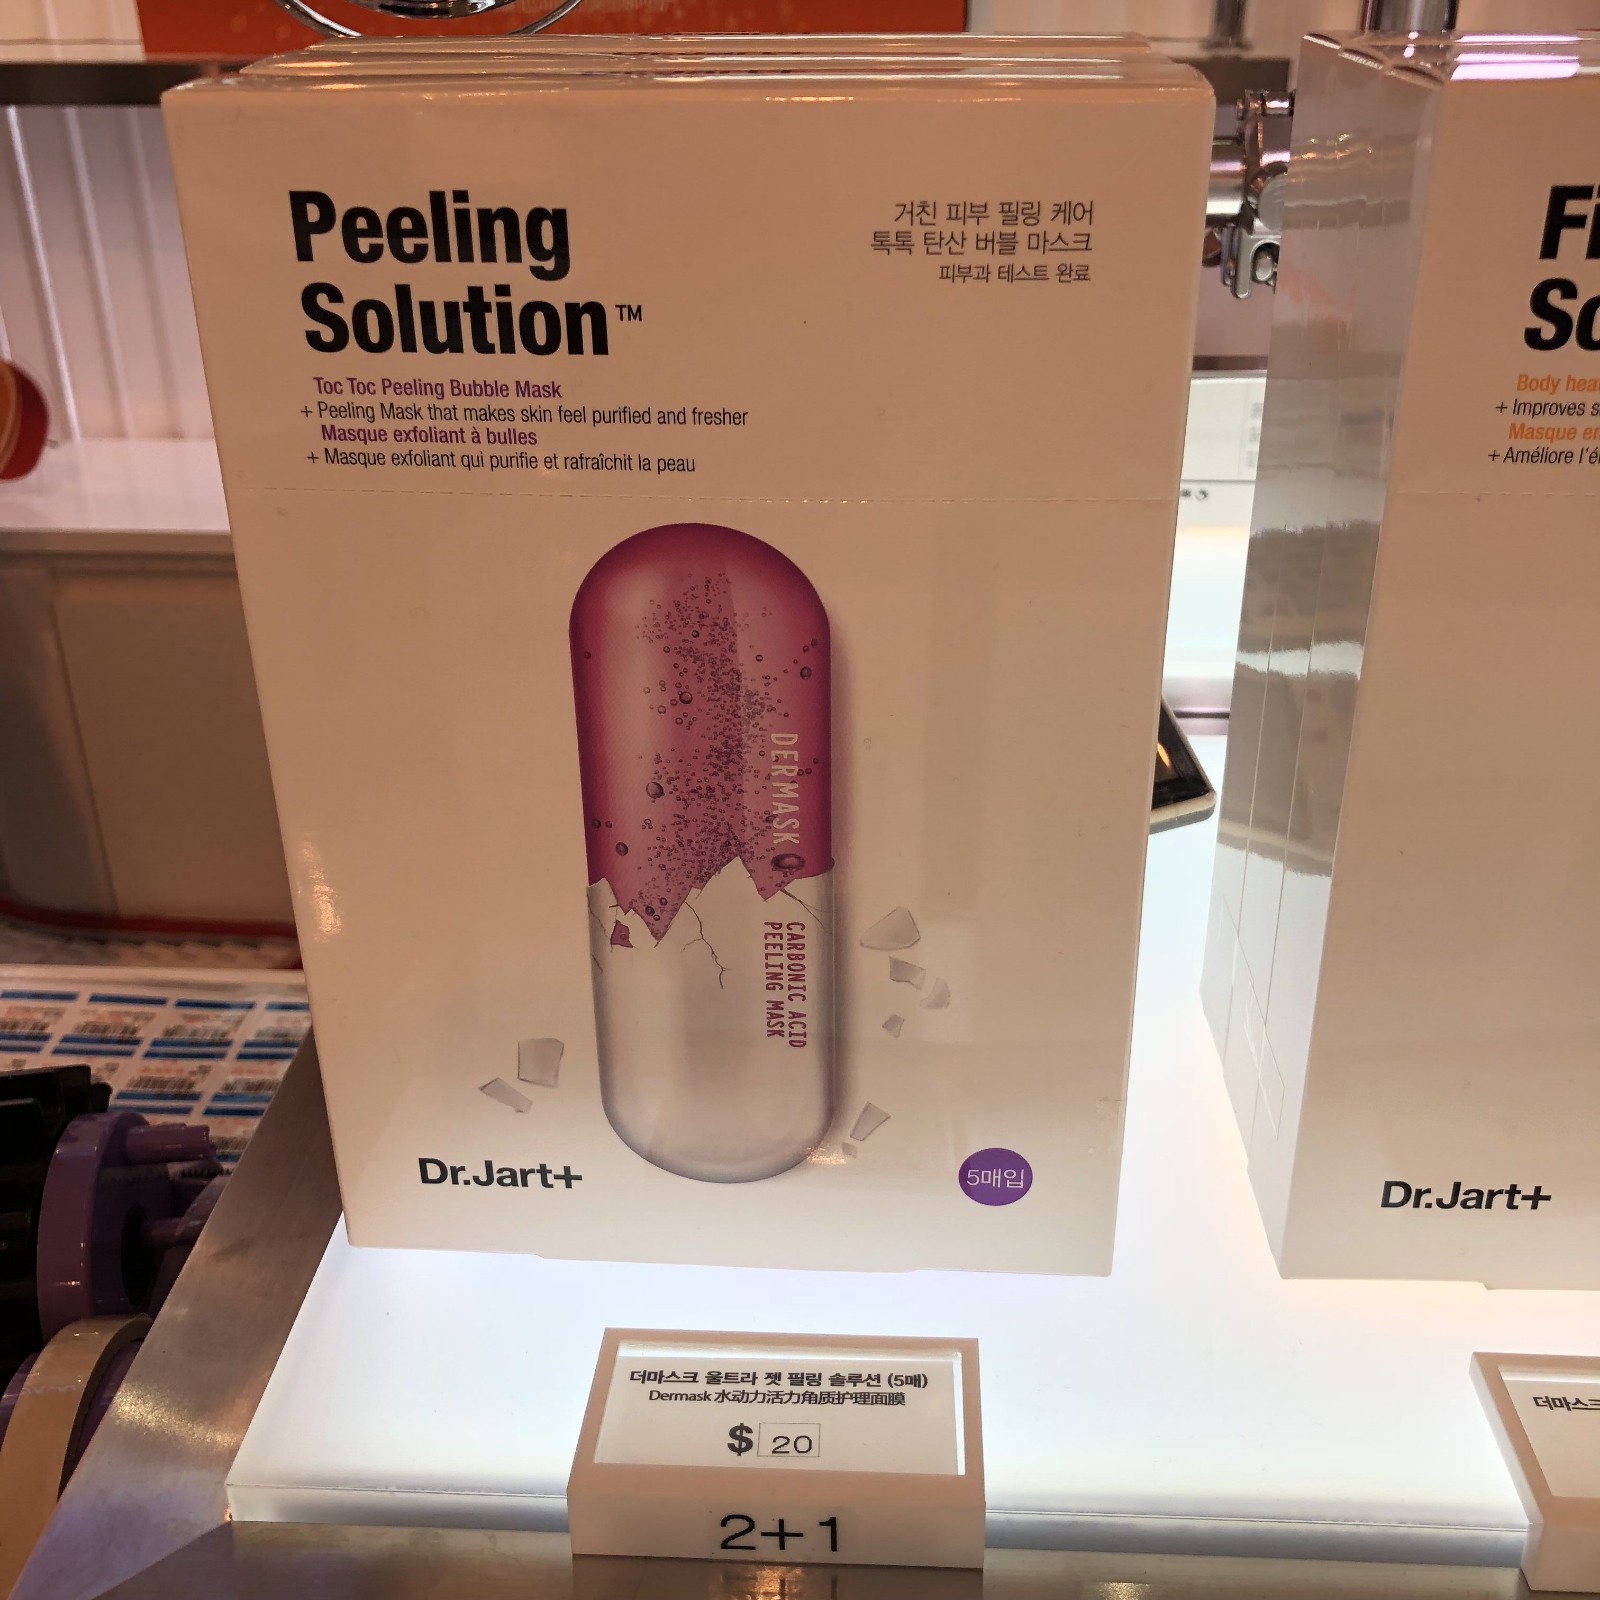 Peeling
Solution™
Toc Toc Peeling Bubble Mask
+ Peeling Mask that makes skin feel purified and fresher
Masque exfoliant à bulles
+ Masque exfoliant qui purifie et rafraîchit la peau
거친 피부 필링 케어
톡톡 탄산 버블 마스크
피부과 테스트 완료
DERMASK
CARBONIC ACID
PEELING MASK
Dr.Jart+
5매입
Body
+ Improves
Masque
+ Améliore
Dr.Jart+
더마스크 울트라 젯 필링 솔루션 (5매)
Dermask 水动力活力角质护理面膜
$ 20
2+1